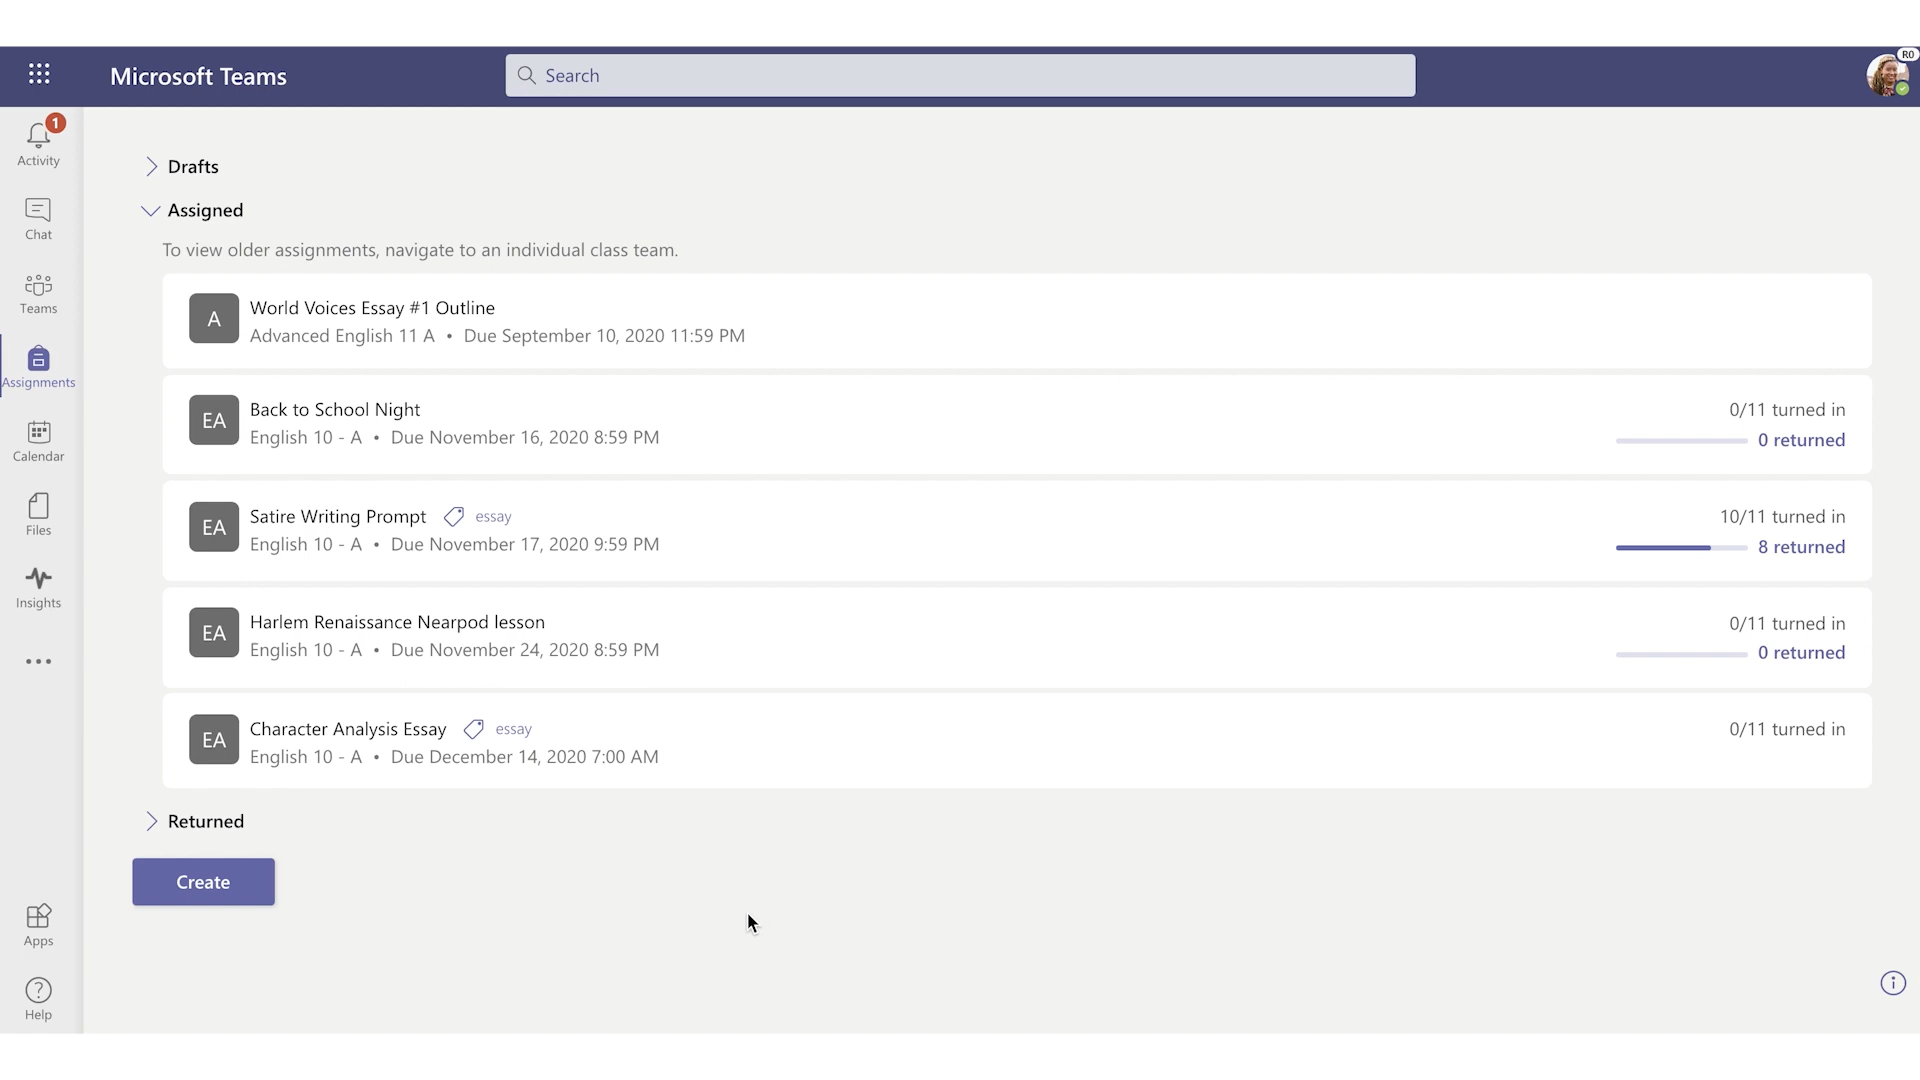 Microsoft Teams
Search
RO
1
Activity
Chat
Teams
Assignments
Calendar
Files
Insights
Apps
Help
Drafts
Assigned
To view older assignments, navigate to an individual class team.
A
World Voices Essay #1 Outline
Advanced English 11 A • Due September 10, 2020 11:59 PM
EA
Back to School Night
English 10 - A • Due November 16, 2020 8:59 PM
0/11 turned in
0 returned
EA
Satire Writing Prompt essay
English 10 - A • Due November 17, 2020 9:59 PM
10/11 turned in
8 returned
EA
Harlem Renaissance Nearpod lesson
English 10 - A • Due November 24, 2020 8:59 PM
0/11 turned in
0 returned
EA
Character Analysis Essay essay
English 10 - A • Due December 14, 2020 7:00 AM
0/11 turned in
Returned
Create